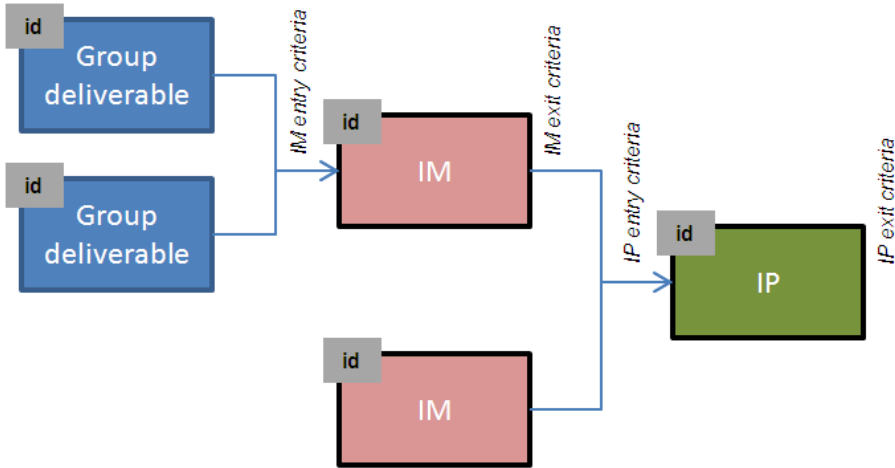 id
Group
deliverable
id
Group
deliverable
IM entry criteria
id
IM
IM exit criteria
id
IM
IP entry criteria
id
IP
IP exit criteria